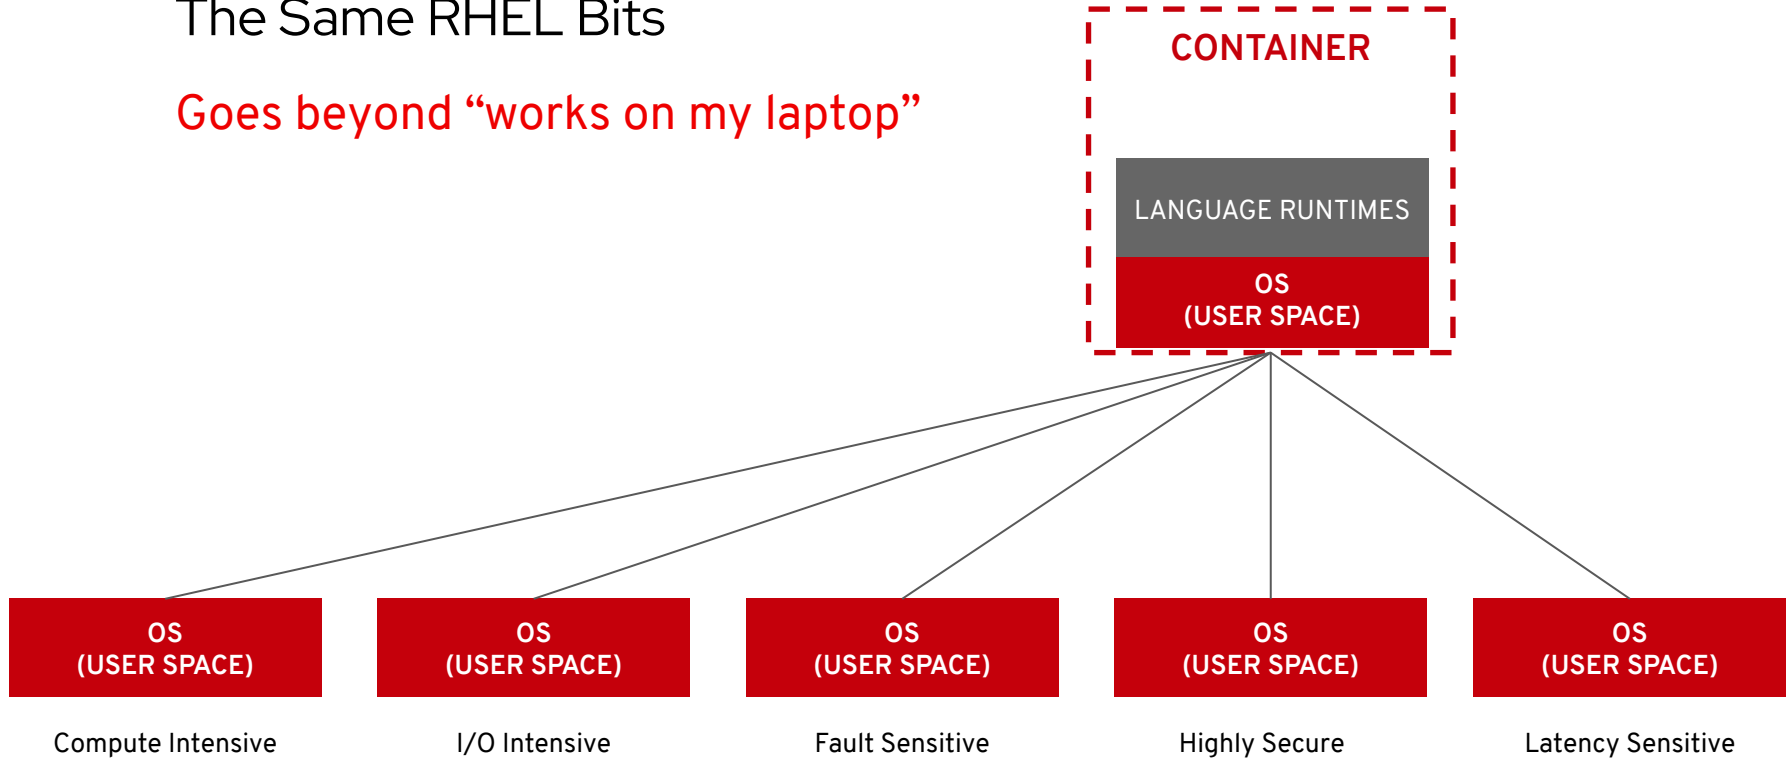 The Same RHEL Bits
Goes beyond “works on my laptop”
CONTAINER
LANGUAGE RUNTIMES
OS
(USER SPACE)
OS
(USER SPACE)
OS
(USER SPACE)
OS
(USER SPACE)
OS
(USER SPACE)
OS
(USER SPACE)
Compute Intensive
I/O Intensive
Fault Sensitive
Highly Secure
Latency Sensitive